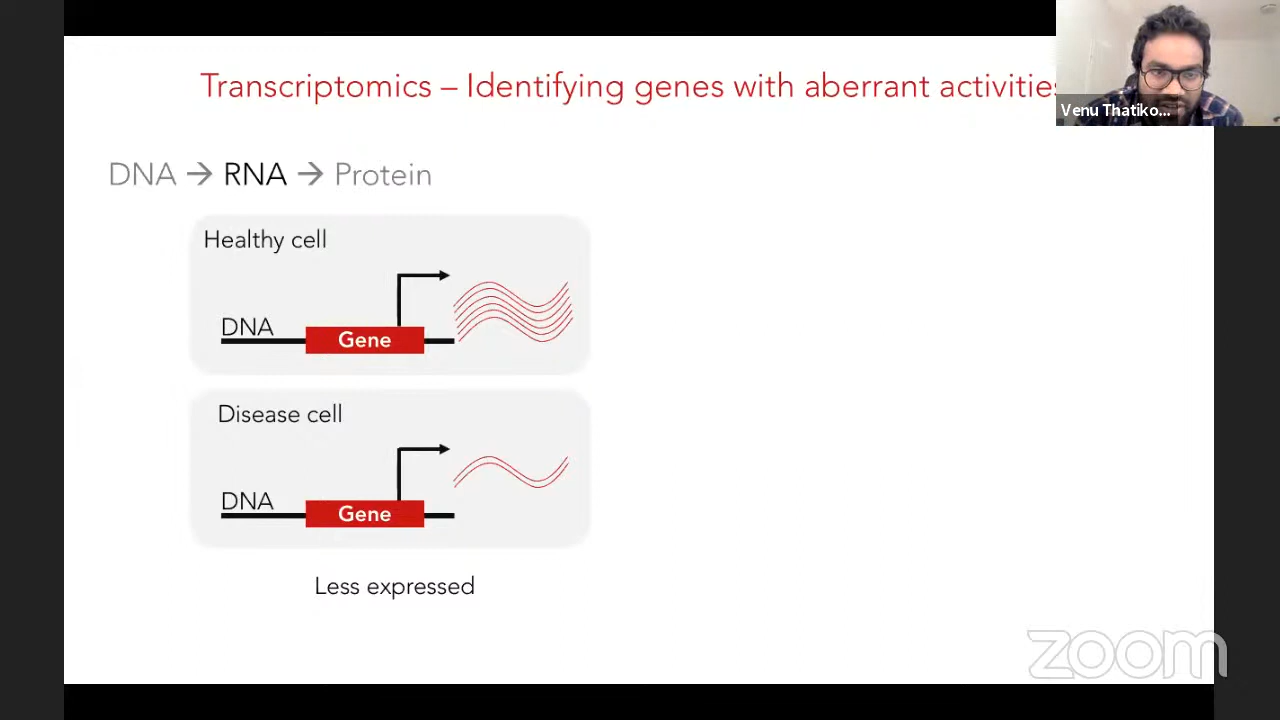 Transcriptomics – Identifying genes with aberrant activities
Venu Thatiko...
DNA → RNA → Protein
Healthy cell
DNA
Gene
Disease cell
DNA
Gene
Less expressed
zoom